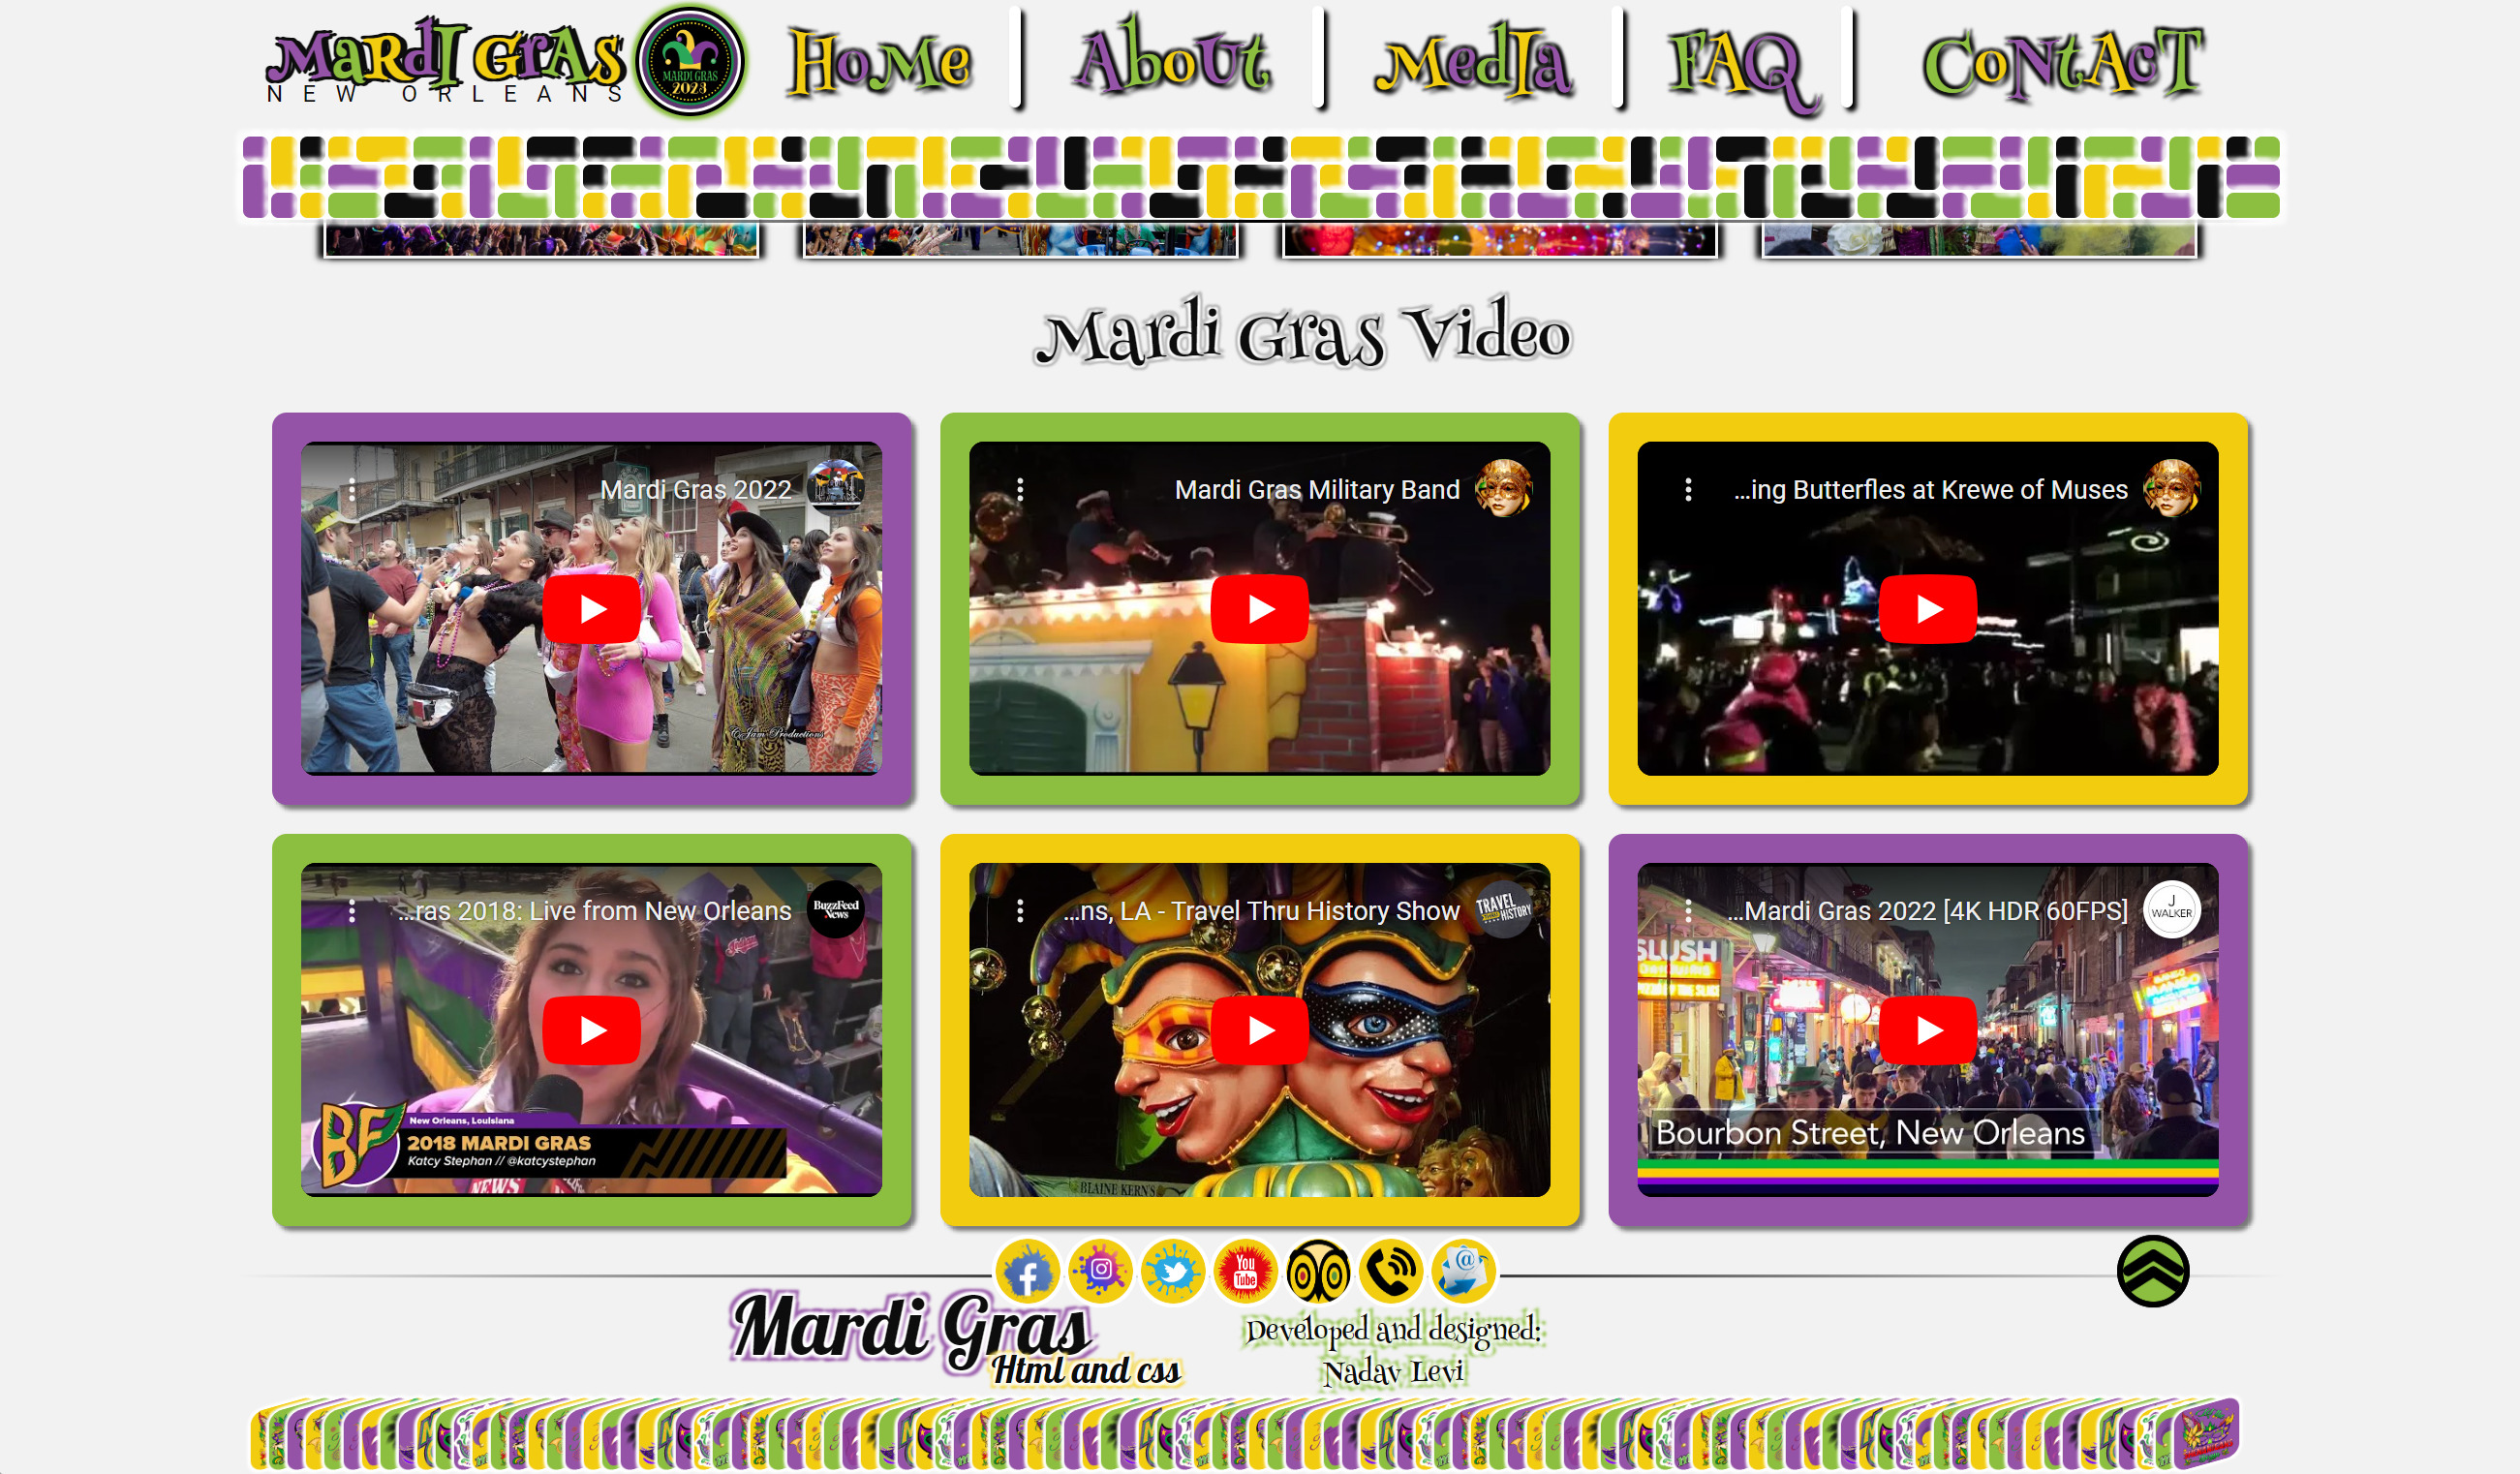 MardI GrAs
NEW ORLEANS
MARDI GRAS
2023
HoMe
AboUt
MedIa
FAQ
CoNtAcT
Mardi Gras Video
Mardi Gras 2022
CJam Productions
Mardi Gras Military Band
...ing Butterfles at Krewe of Muses
...ras 2018: Live from New Orleans
BuzzFeed
News
BF
New Orleans, Louisiana
2018 MARDI GRAS
Katcy Stephan // @katcystephan
NEWS
...ns, LA - Travel Thru History Show
TRAVEL
HISTORY
BLAINE KERN'S
...Mardi Gras 2022 [4K HDR 60FPS]
J
WALKER
SLUSH
Bourbon Street, New Orleans
You
Tube
@
Mardi Gras
Html and css
Developed and designed:
Nadav Levi